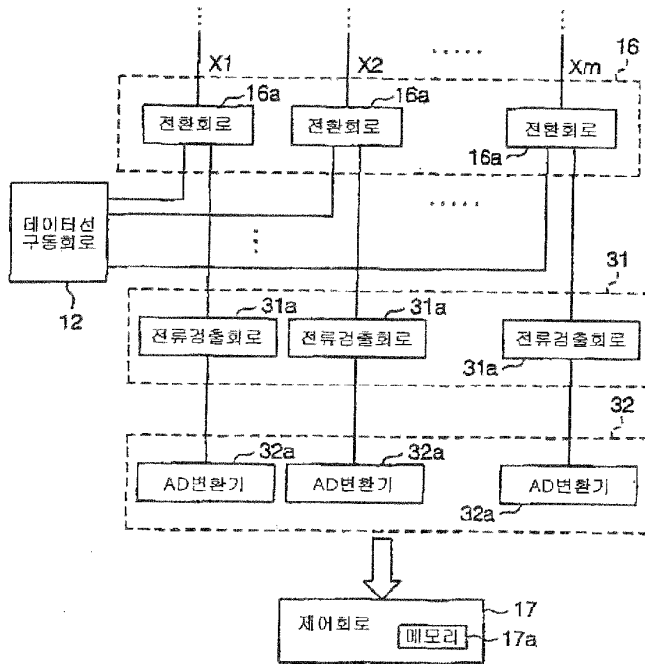 X1
X2
Xm
16
16a
16a
16a
전환회로
전환회로
전환회로
데이터선
구동회로
12
31
31a
31a
31a
전류검출회로
전류검출회로
전류검출회로
32
32a
32a
32a
AD변환기
AD변환기
AD변환기
제어회로
메모리
17
17a